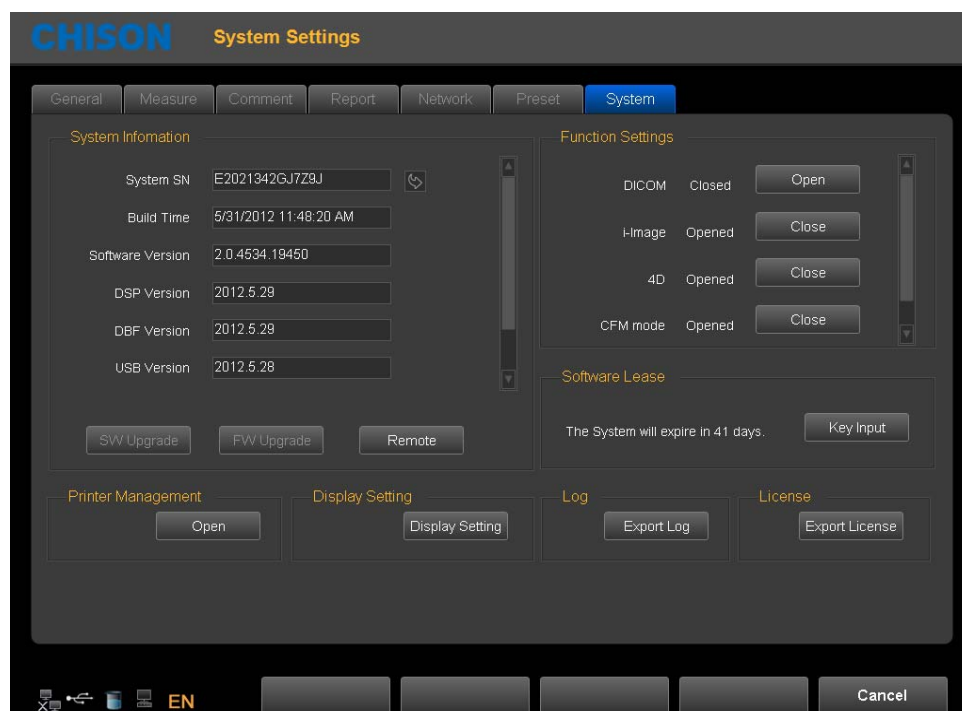 CHISON System Settings
General Measure Comment Report Network Preset System
System Infomation
System SN E2021342GJ7Z9J
Build Time 5/31/2012 11:48:20 AM
Software Version 2.0.4534.19450
DSP Version 2012.5.29
DBF Version 2012.5.29
USB Version 2012.5.28
SW Upgrade FW Upgrade Remote
Function Settings
DICOM Closed Open
i-Image Opened Close
4D Opened Close
CFM mode Opened Close
Software Lease
The System will expire in 41 days. Key Input
Printer Management
Open
Display Setting
Display Setting
Log
Export Log
License
Export License
EN Cancel